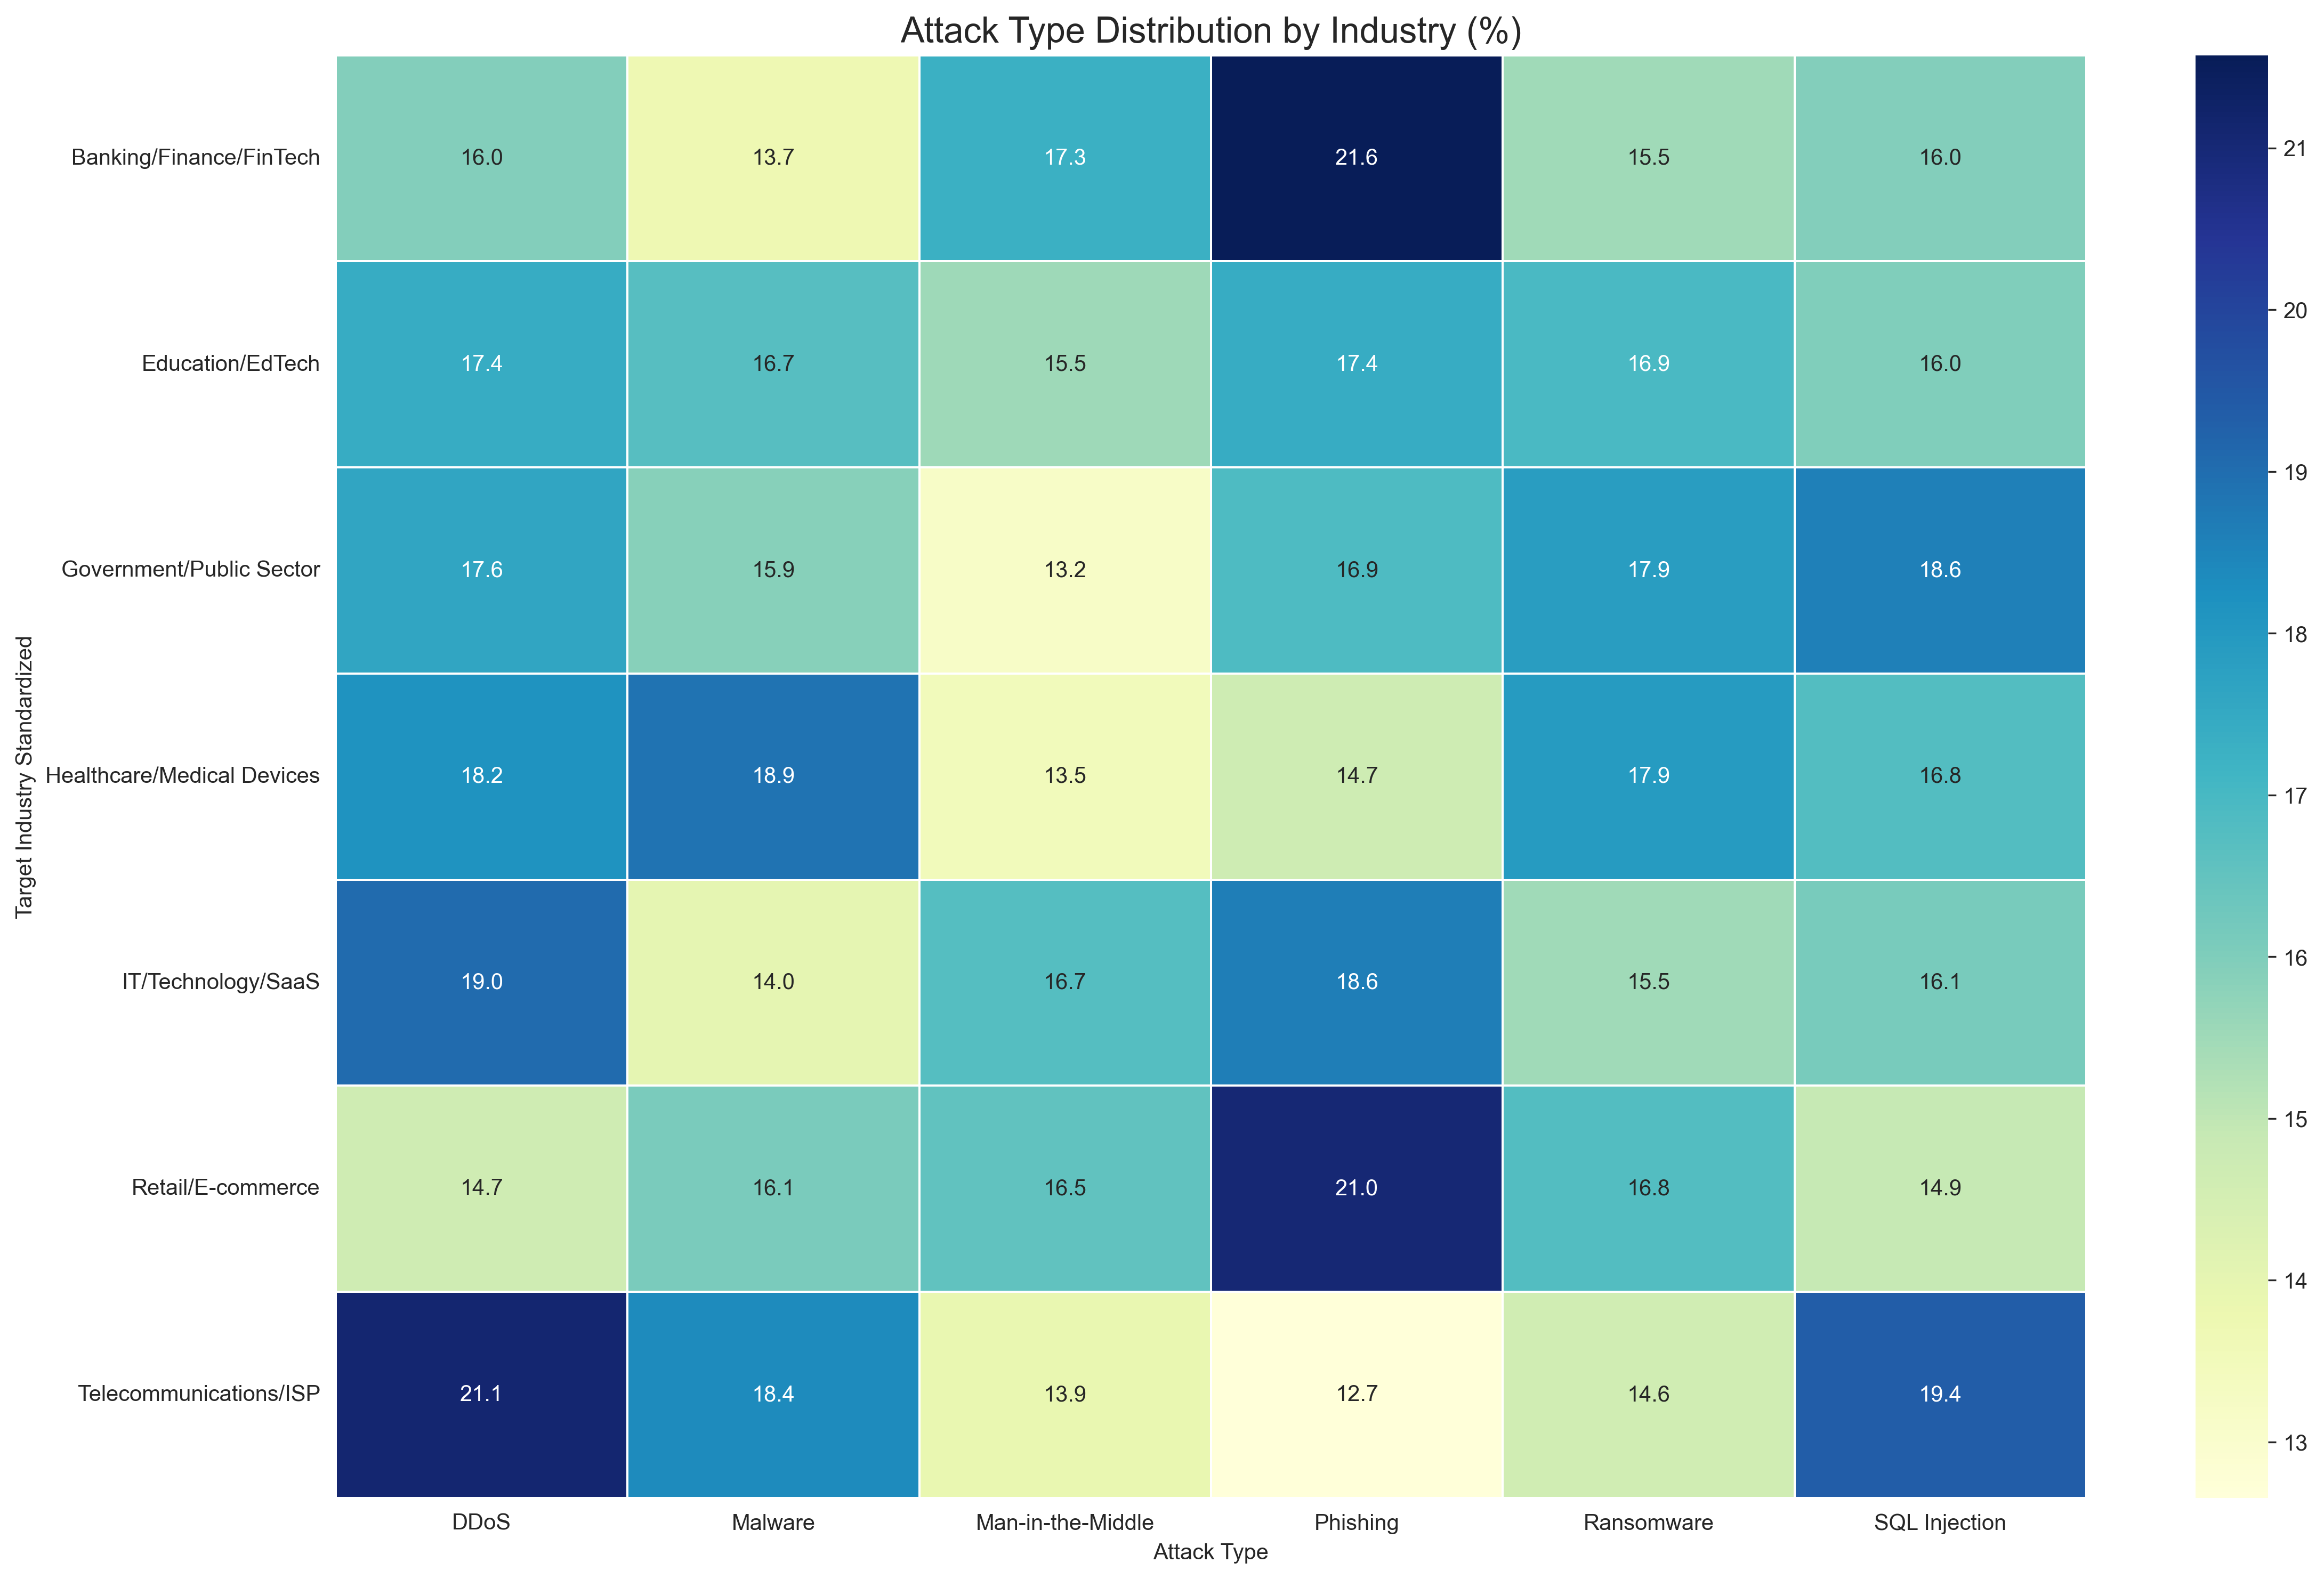 Attack Type Distribution by Industry (%)
Target Industry Standardized
Banking/Finance/FinTech 16.0 13.7 17.3 21.6 15.5 16.0
Education/EdTech 17.4 16.7 15.5 17.4 16.9 16.0
Government/Public Sector 17.6 15.9 13.2 16.9 17.9 18.6
Healthcare/Medical Devices 18.2 18.9 13.5 14.7 17.9 16.8
IT/Technology/SaaS 19.0 14.0 16.7 18.6 15.5 16.1
Retail/E-commerce 14.7 16.1 16.5 21.0 16.8 14.9
Telecommunications/ISP 21.1 18.4 13.9 12.7 14.6 19.4
DDoS Malware Man-in-the-Middle Phishing Ransomware SQL Injection
Attack Type
21
20
19
18
17
16
15
14
13